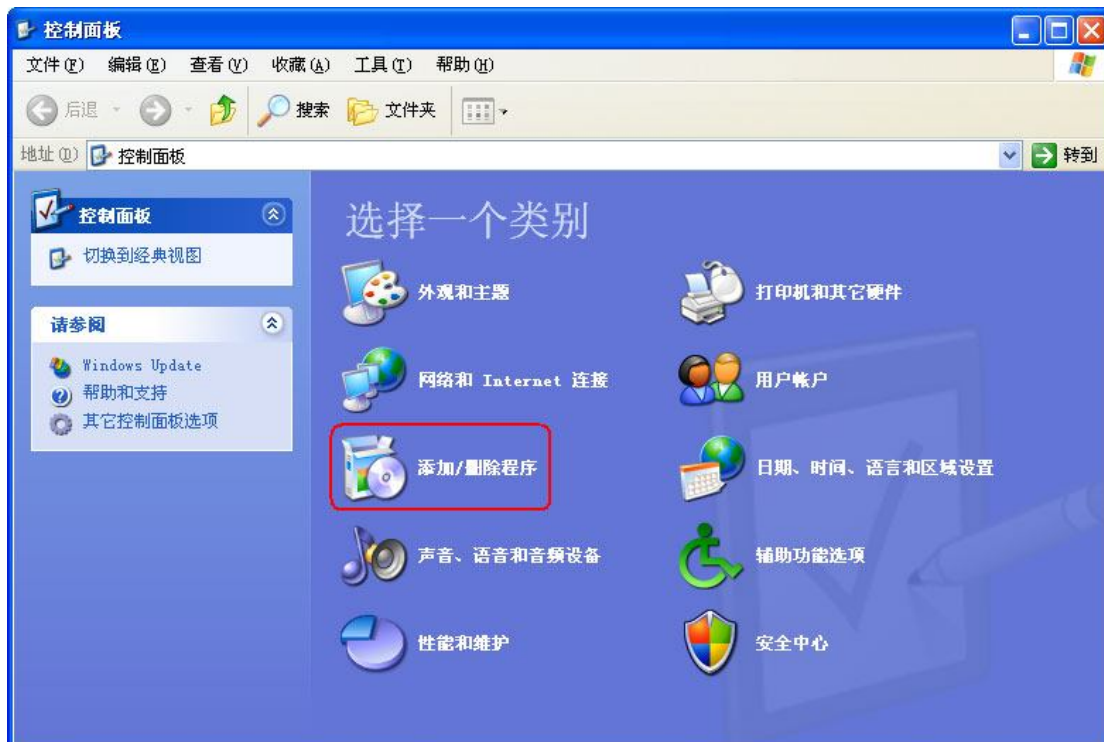 控制面板
文件(F) 编辑(E) 查看(V) 收藏(A) 工具(T) 帮助(H)
后退 搜索 文件夹
地址(D) 控制面板 转到
控制面板
切换到经典视图
请参阅
Windows Update
帮助和支持
其它控制面板选项
选择一个类别
外观和主题 打印机和其它硬件
网络和 Internet 连接 用户帐户
添加/删除程序 日期、时间、语言和区域设置
声音、语音和音频设备 辅助功能选项
性能和维护 安全中心